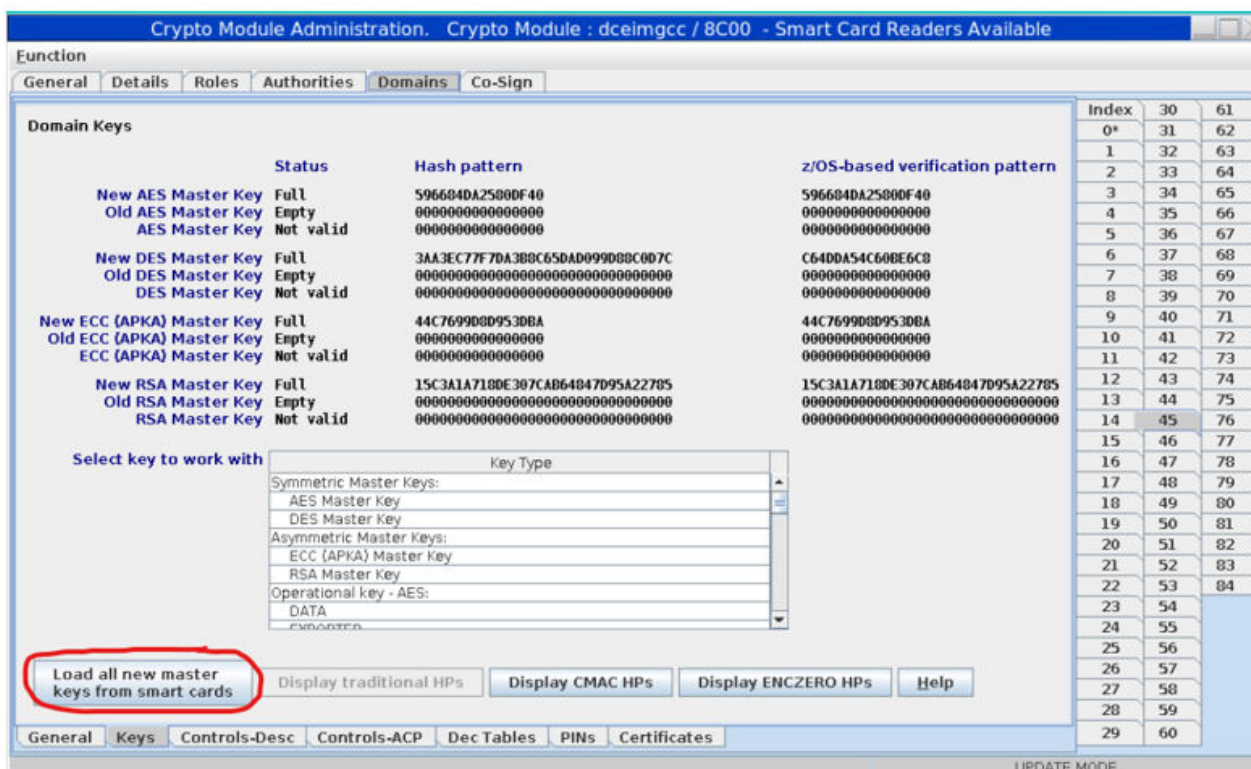 Crypto Module Administration. Crypto Module : dceimgcc / 8C00 - Smart Card Readers Available
Function
General Details Roles Authorities Domains Co-Sign
Domain Keys
Status Hash pattern z/OS-based verification pattern
New AES Master Key Full 596684DA2580DF40 596684DA2580DF40
Old AES Master Key Empty 0000000000000000 0000000000000000
AES Master Key Not valid 0000000000000000 0000000000000000
New DES Master Key Full 3AA3EC77F7DA3B8C65DAD099D88C0D7C C64DDA54C60BE6C8
Old DES Master Key Empty 00000000000000000000000000000000 0000000000000000
DES Master Key Not valid 00000000000000000000000000000000 0000000000000000
New ECC (APKA) Master Key Full 44C7699D8D953DBA 44C7699D8D953DBA
Old ECC (APKA) Master Key Empty 0000000000000000 0000000000000000
ECC (APKA) Master Key Not valid 0000000000000000 0000000000000000
New RSA Master Key Full 15C3A1A718DE307CAB64847D95A22785 15C3A1A718DE307CAB64847D95A22785
Old RSA Master Key Empty 00000000000000000000000000000000 00000000000000000000000000000000
RSA Master Key Not valid 00000000000000000000000000000000 00000000000000000000000000000000
Select key to work with
Key Type
Symmetric Master Keys:
AES Master Key
DES Master Key
Asymmetric Master Keys:
ECC (APKA) Master Key
RSA Master Key
Operational key - AES:
DATA
EXPORTER
Load all new master
keys from smart cards
Display traditional HPs Display CMAC HPs Display ENCZERO HPs Help
General Keys Controls-Desc Controls-ACP Dec Tables PINs Certificates
Index 30 61
0* 31 62
1 32 63
2 33 64
3 34 65
4 35 66
5 36 67
6 37 68
7 38 69
8 39 70
9 40 71
10 41 72
11 42 73
12 43 74
13 44 75
14 45 76
15 46 77
16 47 78
17 48 79
18 49 80
19 50 81
20 51 82
21 52 83
22 53 84
23 54
24 55
25 56
26 57
27 58
28 59
29 60
UPDATE MODE